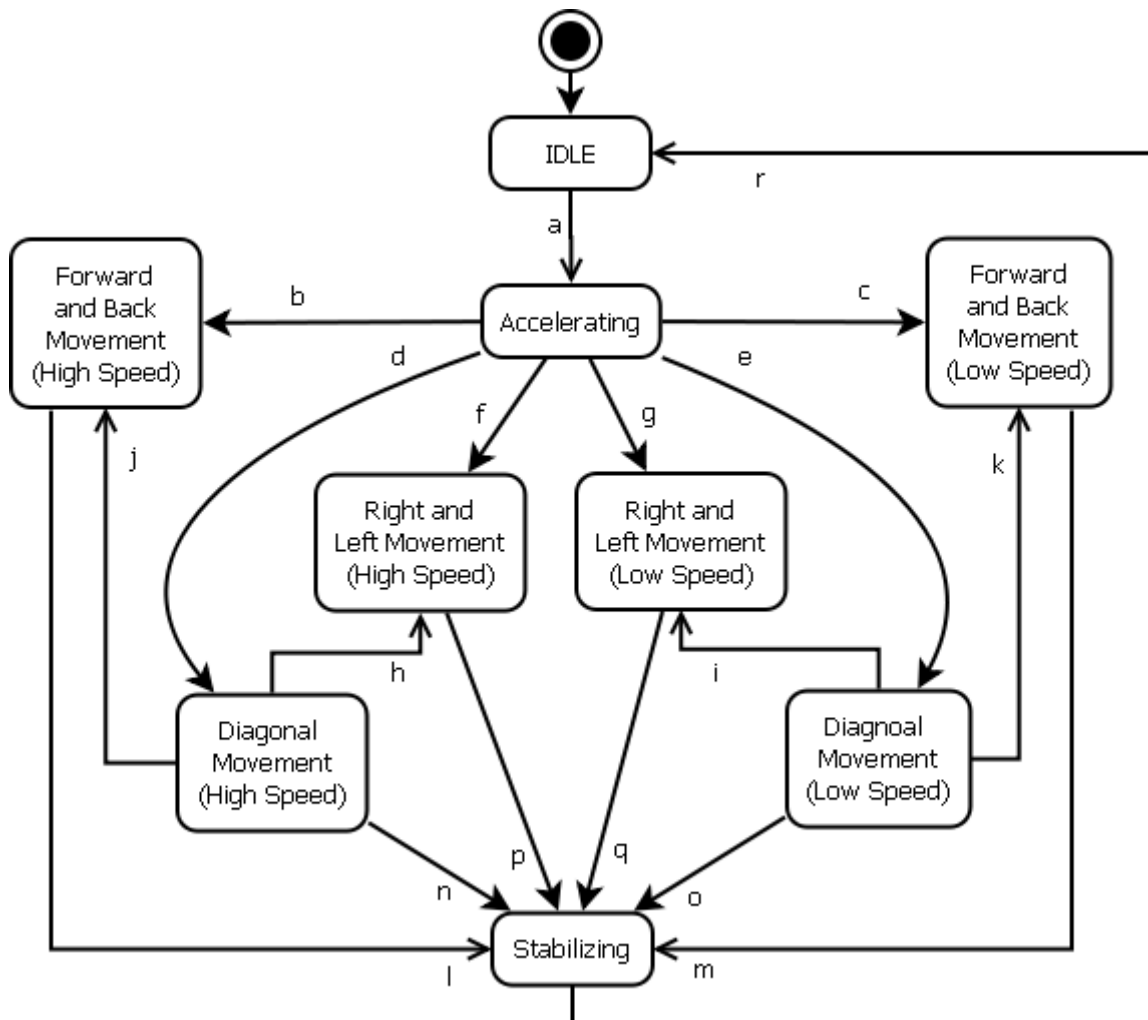 IDLE
r
a
Forward
and Back
Movement
(High Speed)
b
Accelerating
c
Forward
and Back
Movement
(Low Speed)
d
e
f
g
j
k
Right and
Left Movement
(High Speed)
Right and
Left Movement
(Low Speed)
h
i
Diagonal
Movement
(High Speed)
Diagnoal
Movement
(Low Speed)
n
p
q
o
l
Stabilizing
m